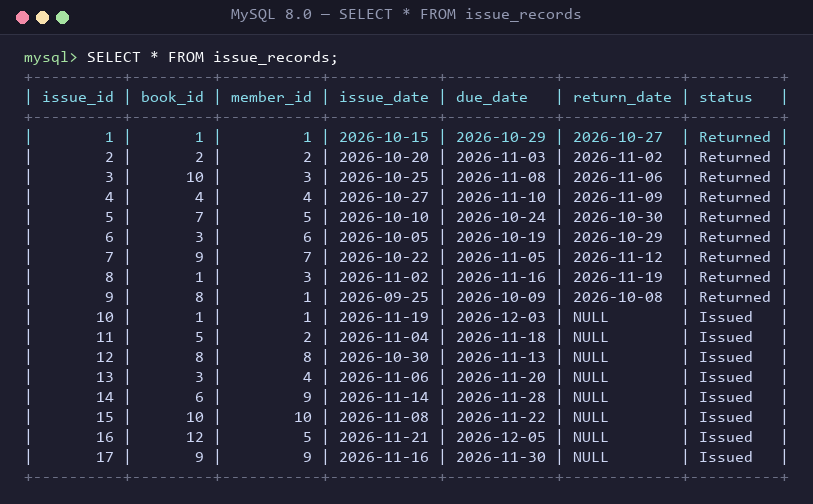 MySQL 8.0 — SELECT * FROM issue_records
mysql> SELECT * FROM issue_records;
+----------+---------+-----------+------------+------------+-------------+----------+
| issue_id | book_id | member_id | issue_date | due_date   | return_date | status   |
+----------+---------+-----------+------------+------------+-------------+----------+
|        1 |       1 |         1 | 2026-10-15 | 2026-10-29 | 2026-10-27  | Returned |
|        2 |       2 |         2 | 2026-10-20 | 2026-11-03 | 2026-11-02  | Returned |
|        3 |      10 |         3 | 2026-10-25 | 2026-11-08 | 2026-11-06  | Returned |
|        4 |       4 |         4 | 2026-10-27 | 2026-11-10 | 2026-11-09  | Returned |
|        5 |       7 |         5 | 2026-10-10 | 2026-10-24 | 2026-10-30  | Returned |
|        6 |       3 |         6 | 2026-10-05 | 2026-10-19 | 2026-10-29  | Returned |
|        7 |       9 |         7 | 2026-10-22 | 2026-11-05 | 2026-11-12  | Returned |
|        8 |       1 |         3 | 2026-11-02 | 2026-11-16 | 2026-11-19  | Returned |
|        9 |       8 |         1 | 2026-09-25 | 2026-10-09 | 2026-10-08  | Returned |
|       10 |       1 |         1 | 2026-11-19 | 2026-12-03 | NULL        | Issued   |
|       11 |       5 |         2 | 2026-11-04 | 2026-11-18 | NULL        | Issued   |
|       12 |       8 |         8 | 2026-10-30 | 2026-11-13 | NULL        | Issued   |
|       13 |       3 |         4 | 2026-11-06 | 2026-11-20 | NULL        | Issued   |
|       14 |       6 |         9 | 2026-11-14 | 2026-11-28 | NULL        | Issued   |
|       15 |      10 |        10 | 2026-11-08 | 2026-11-22 | NULL        | Issued   |
|       16 |      12 |         5 | 2026-11-21 | 2026-12-05 | NULL        | Issued   |
|       17 |       9 |         9 | 2026-11-16 | 2026-11-30 | NULL        | Issued   |
+----------+---------+-----------+------------+------------+-------------+----------+